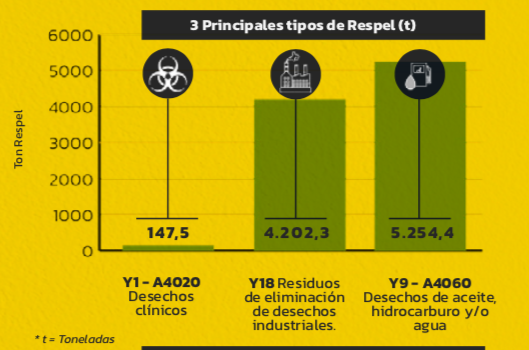 3 Principales tipos de Respel (t)
Ton Respel
6000
5000
4000
3000
2000
1000
0
147,5
4.202,3
5.254,4
Y1 - A4020
Desechos
clínicos
Y18 Residuos
de eliminación
de desechos
industriales.
Y9 - A4060
Desechos de aceite,
hidrocarburo y/o
agua
* t = Toneladas